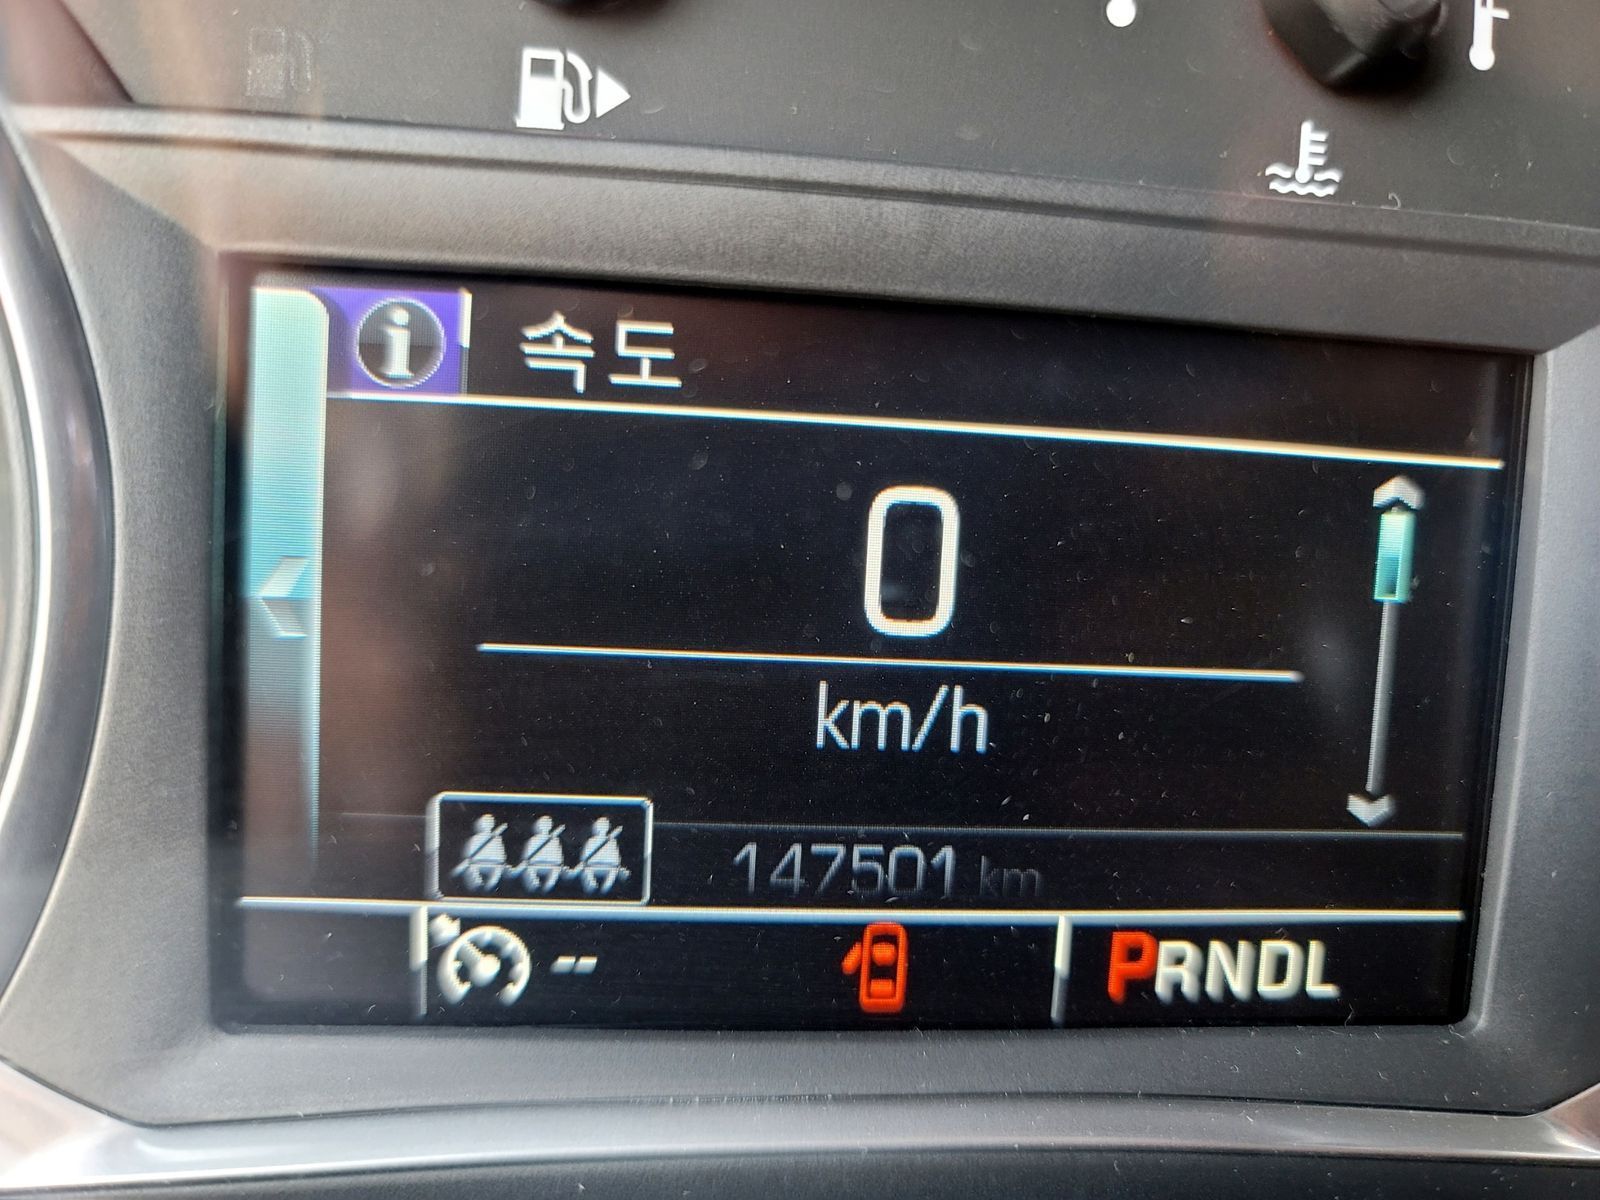 속도
0
km/h
147501 km
--
PRNDL